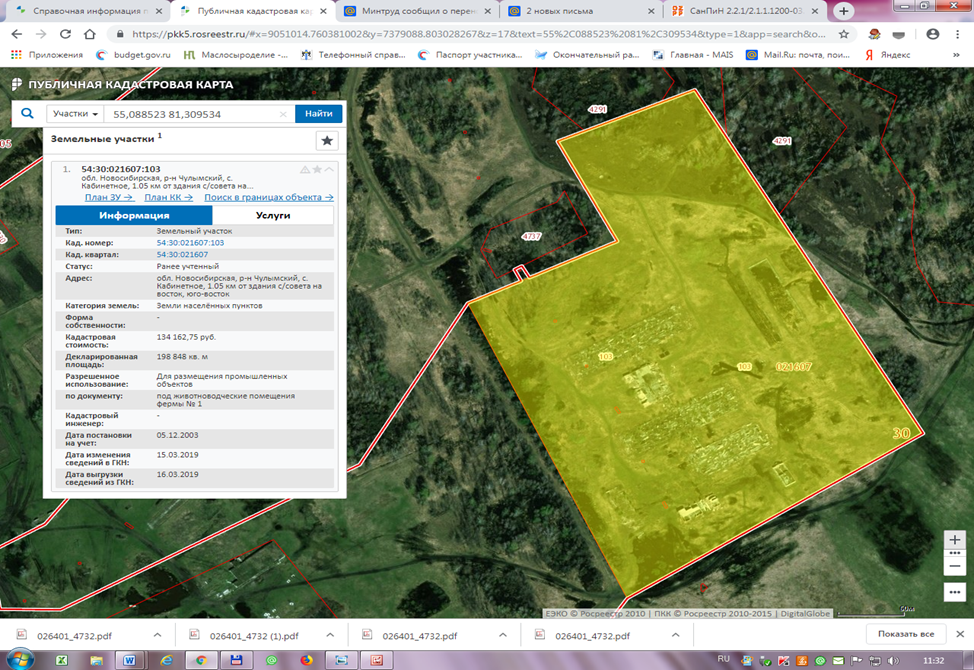 Справочная информация п
Публичная кадастровая ка
Минтруд сообщил о перен
2 новых письма
СанПиН 2.2.1/2.1.1.1200-03.
https://pkk5.rosreestr.ru/#x=9051014.760381002&y=7379088.803028267&z=17&text=55%2C088523%2081%2C309534&type=1&app=search&o...
Приложения
budget.gov.ru
Маслосыроделие -...
Телефонный справ...
Паспорт участника...
Окончательный ра...
Главная - MAIS
Mail.Ru: почта, пои...
Яндекс
»
ПУБЛИЧНАЯ КАДАСТРОВАЯ КАРТА
Участки
55,088523 81,309534
Найти
Земельные участки 1
1. 54:30:021607:103
обл. Новосибирская, р-н Чулымский, с.
Кабинетное, 1.05 км от здания с/совета на...
План ЗУ → План КК → Поиск в границах объекта →
Информация Услуги
Тип: Земельный участок
Кад. номер: 54:30:021607:103
Кад. квартал: 54:30:021607
Статус: Ранее учтенный
Адрес: обл. Новосибирская, р-н Чулымский, с.
Кабинетное, 1.05 км от здания с/совета на
восток, юго-восток
Категория земель: Земли населённых пунктов
Форма
собственности: -
Кадастровая
стоимость: 134 162,75 руб.
Декларированная
площадь: 198 848 кв. м
Разрешенное
использование: Для размещения промышленных
объектов
по документу: под животноводческие помещения
фермы № 1
Кадастровый
инженер: -
Дата постановки
на учет: 05.12.2003
Дата изменения
сведений в ГКН: 15.03.2019
Дата выгрузки
сведений из ГКН: 16.03.2019
4291
4291
4737
103
103
021607
30
05
ЕЭКО © Росреестр 2010 | ПКК © Росреестр 2010-2015 | DigitalGlobe
60м
026401_4732.pdf
026401_4732 (1).pdf
026401_4732.pdf
026401_4732.pdf
Показать все
RU
11:32